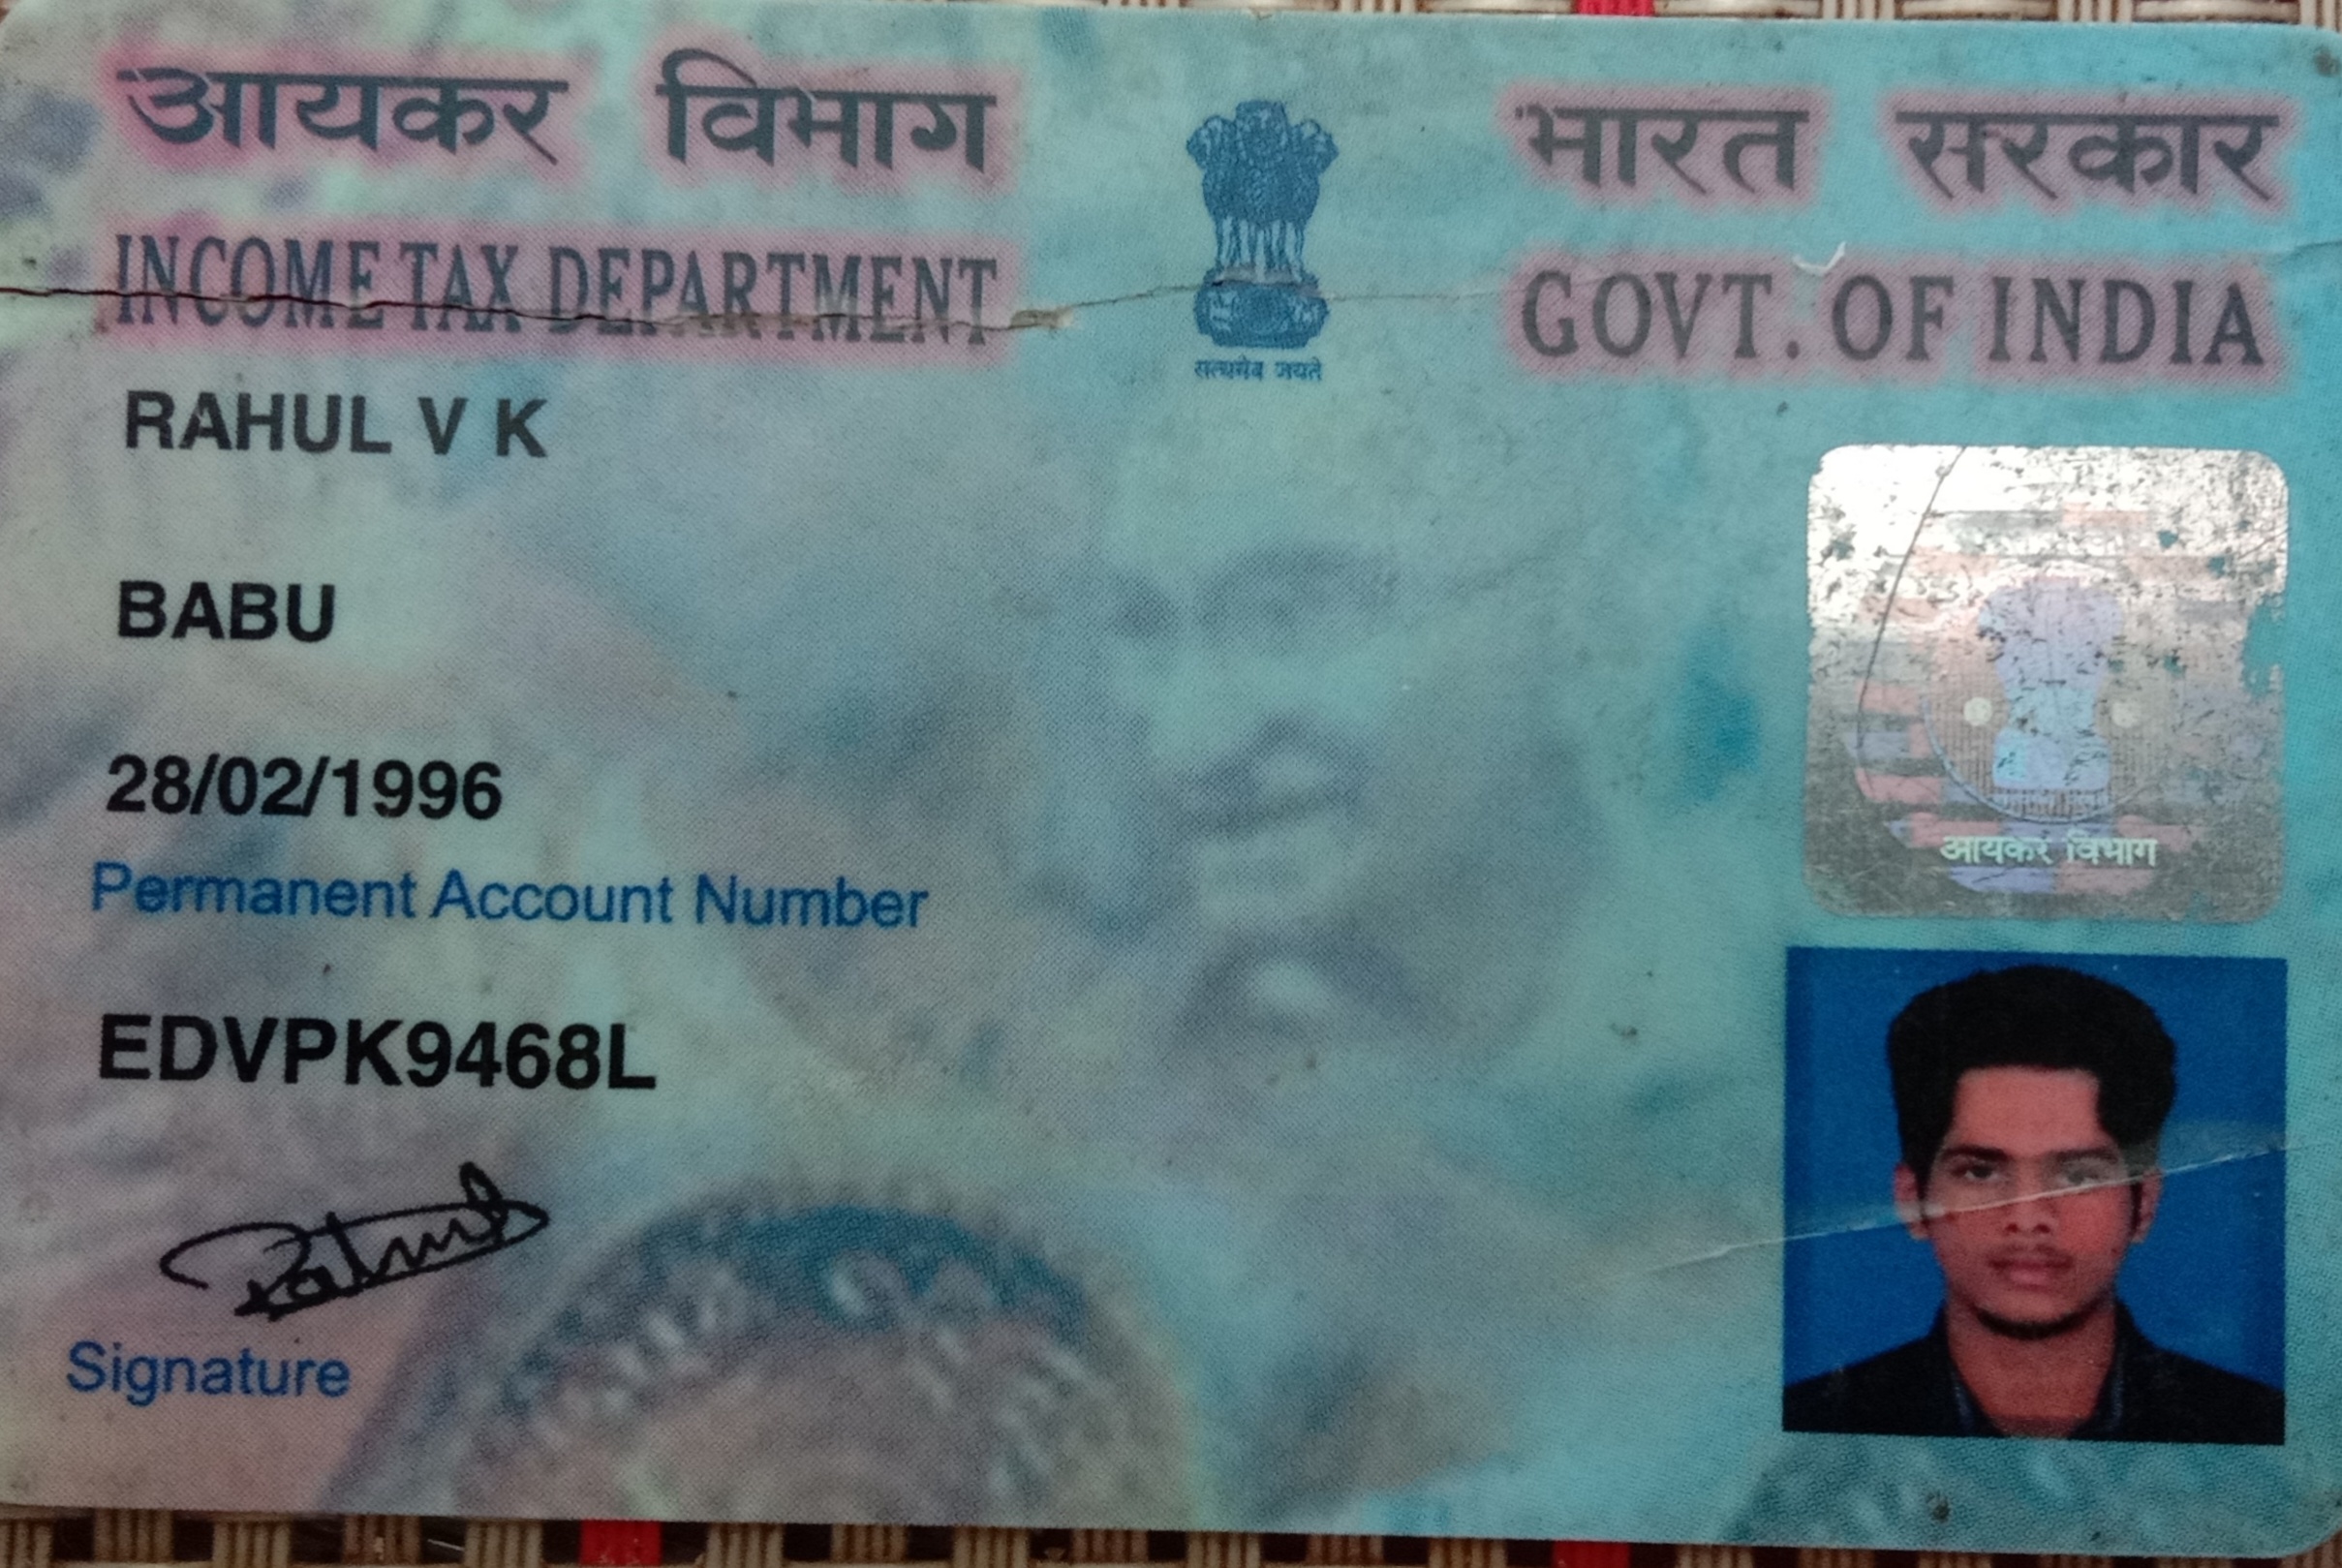 आयकर विभाग
INCOME TAX DEPARTMENT
सत्यमेव जयते
भारत सरकार
GOVT. OF INDIA
RAHUL V K
BABU
28/02/1996
Permanent Account Number
EDVPK9468L
Rahul
Signature
आयकर विभाग